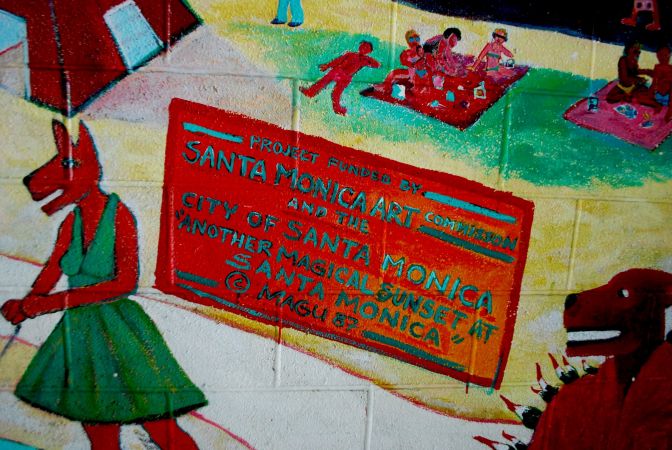 PROJECT FUNDED BY:
SANTA MONICA ART COMMISSION
AND THE
CITY OF SANTA MONICA
"ANOTHER MAGICAL SUNSET AT
SANTA MONICA"
© MAGU 87